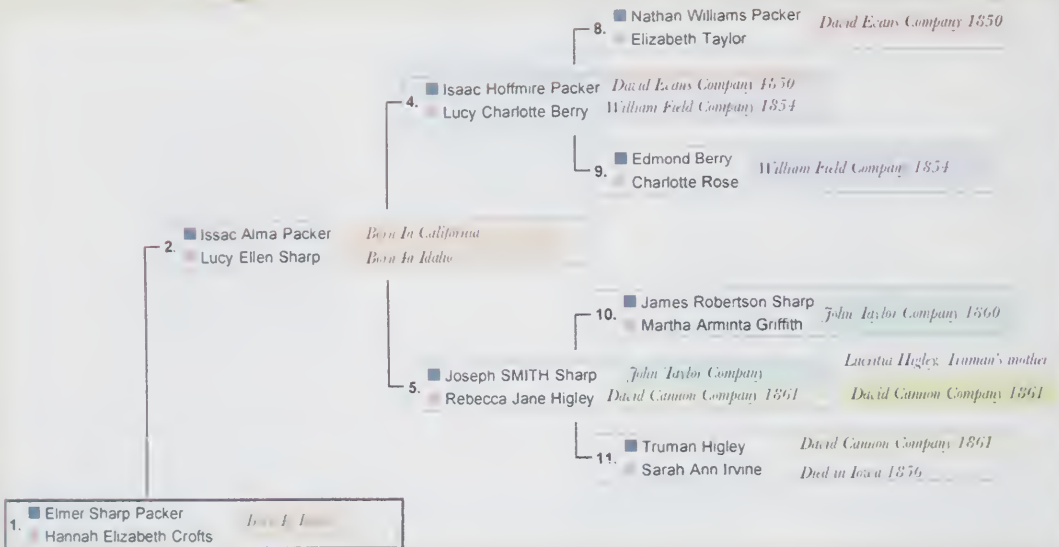 8. Nathan Williams Packer David Evans Company 1850
Elizabeth Taylor
4. Isaac Hoffmire Packer David Evans Company 1850
Lucy Charlotte Berry William Field Company 1854
9. Edmond Berry William Field Company 1854
Charlotte Rose
2. Issac Alma Packer Born In California
Lucy Ellen Sharp Born In Idaho
10. James Robertson Sharp John Taylor Company 1860
Martha Arminta Griffith
Lucritia Higley, Truman's mother
5. Joseph SMITH Sharp John Taylor Company
Rebecca Jane Higley David Cannon Company 1861 David Cannon Company 1861
11. Truman Higley David Cannon Company 1861
Sarah Ann Irvine Died in Iowa 1856
1. Elmer Sharp Packer
Hannah Elizabeth Crofts